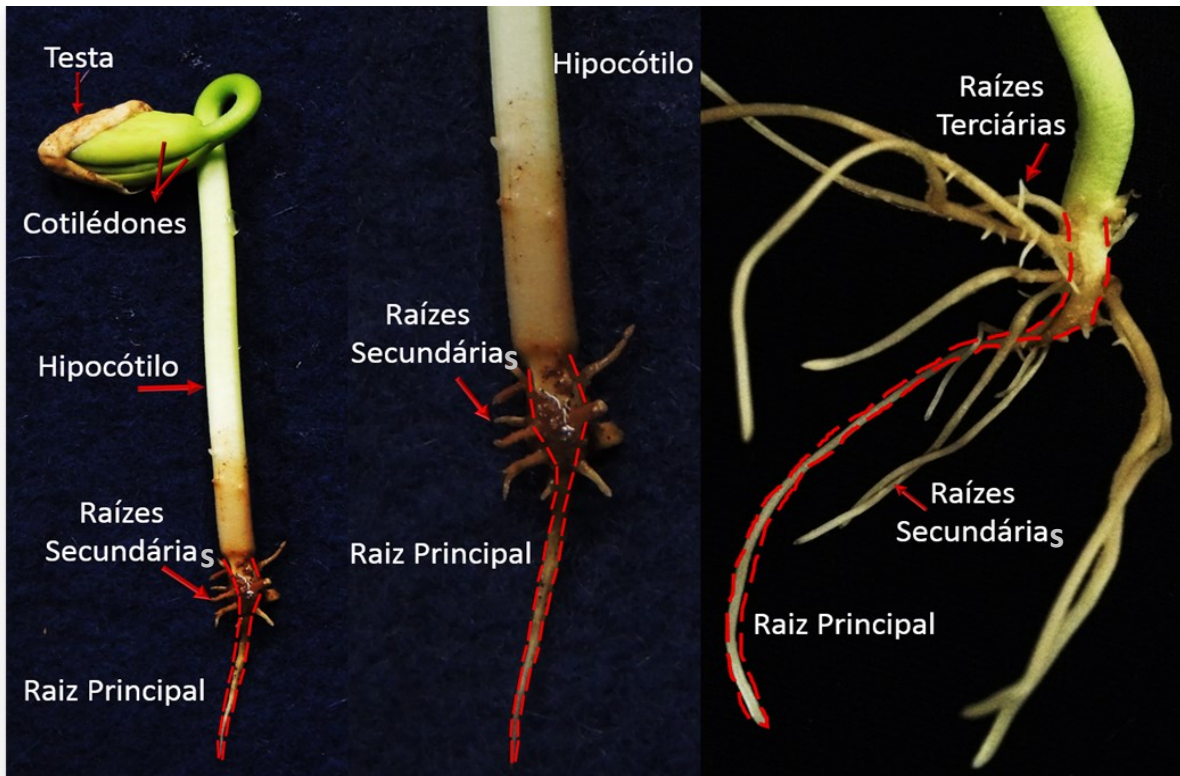 Testa
Cotilédones
Hipocótilo
Raízes
Secundárias
Raiz Principal
Hipocótilo
Raízes
Secundárias
Raiz Principal
Raízes
Terciárias
Raízes
Secundárias
Raiz Principal